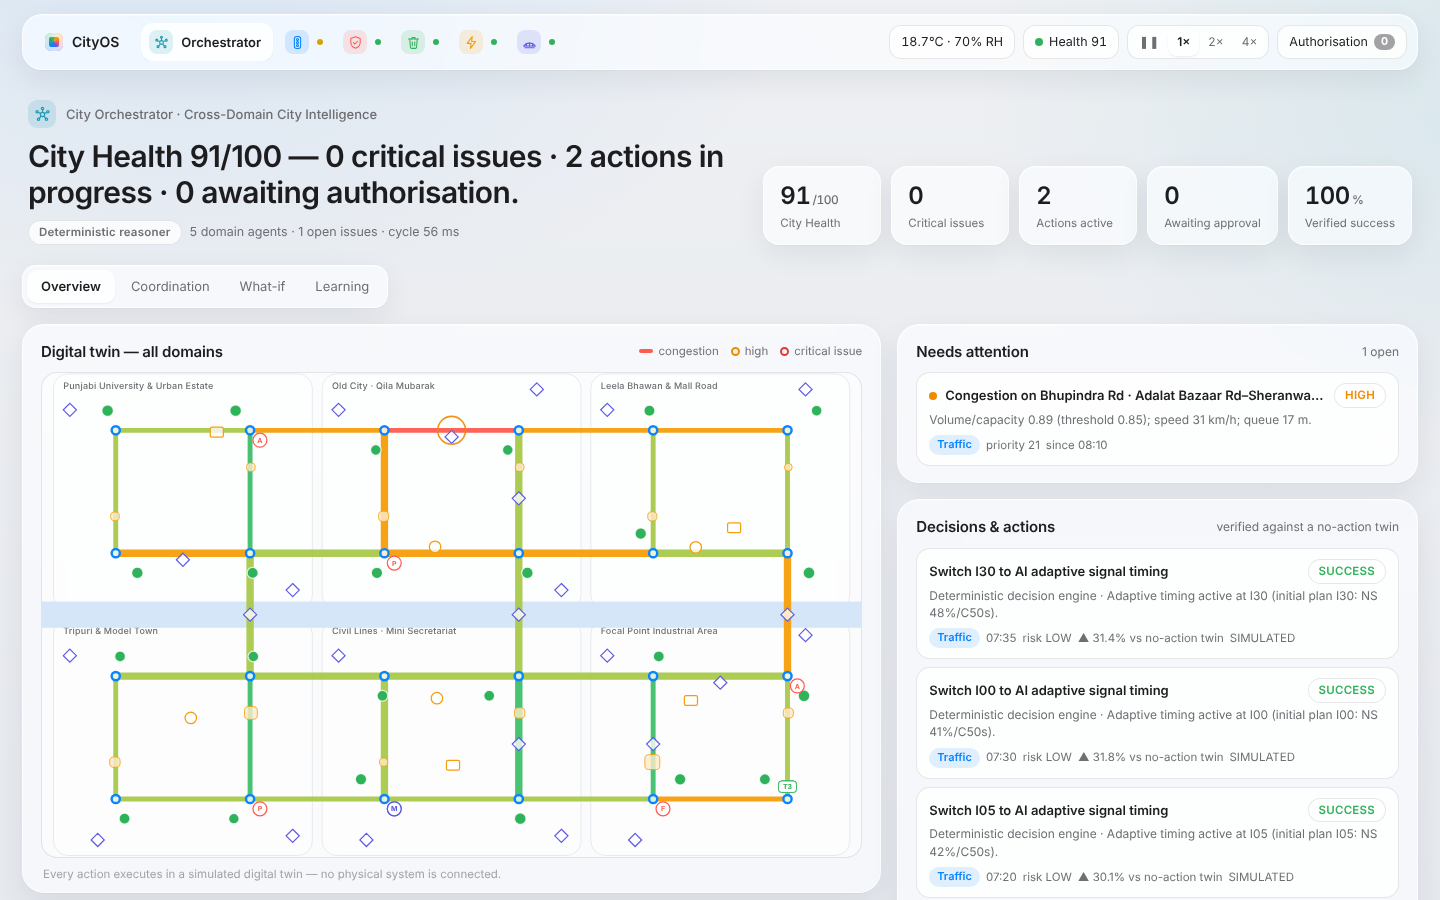 CityOS
Orchestrator
18.7°C · 70% RH
Health 91
1×
2×
4×
Authorisation 0
City Orchestrator · Cross-Domain City Intelligence
City Health 91/100 — 0 critical issues · 2 actions in
progress · 0 awaiting authorisation.
Deterministic reasoner
5 domain agents · 1 open issues · cycle 56 ms
91 /100
City Health
0
Critical issues
2
Actions active
0
Awaiting approval
100 %
Verified success
Overview
Coordination
What-if
Learning
Digital twin — all domains
congestion
high
critical issue
Punjabi University & Urban Estate
Old City · Qila Mubarak
Leela Bhawan & Mall Road
A
P
Tripuri & Model Town
Civil Lines · Mini Secretariat
Focal Point Industrial Area
A
T3
P
M
F
Every action executes in a simulated digital twin — no physical system is connected.
Needs attention
1 open
Congestion on Bhupindra Rd · Adalat Bazaar Rd–Sheranwa...
HIGH
Volume/capacity 0.89 (threshold 0.85); speed 31 km/h; queue 17 m.
Traffic priority 21 since 08:10
Decisions & actions
verified against a no-action twin
Switch I30 to AI adaptive signal timing
SUCCESS
Deterministic decision engine · Adaptive timing active at I30 (initial plan I30: NS
48%/C50s).
Traffic 07:35 risk LOW ▲ 31.4% vs no-action twin SIMULATED
Switch I00 to AI adaptive signal timing
SUCCESS
Deterministic decision engine · Adaptive timing active at I00 (initial plan I00: NS
41%/C50s).
Traffic 07:30 risk LOW ▲ 31.8% vs no-action twin SIMULATED
Switch I05 to AI adaptive signal timing
SUCCESS
Deterministic decision engine · Adaptive timing active at I05 (initial plan I05: NS
42%/C50s).
Traffic 07:20 risk LOW ▲ 30.1% vs no-action twin SIMULATED